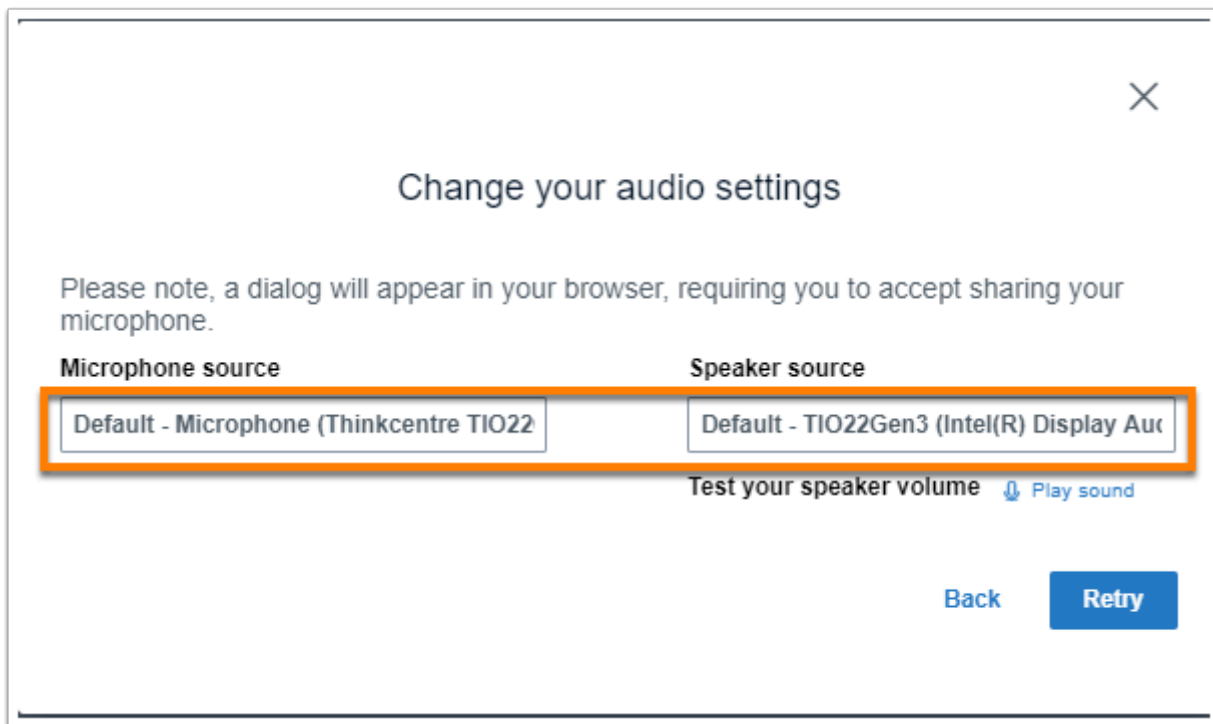 Change your audio settings
Please note, a dialog will appear in your browser, requiring you to accept sharing your
microphone.
Microphone source
Speaker source
Default - Microphone (Thinkcentre TIO22
Default - TIO22Gen3 (Intel(R) Display Auc
Test your speaker volume Play sound
Back Retry